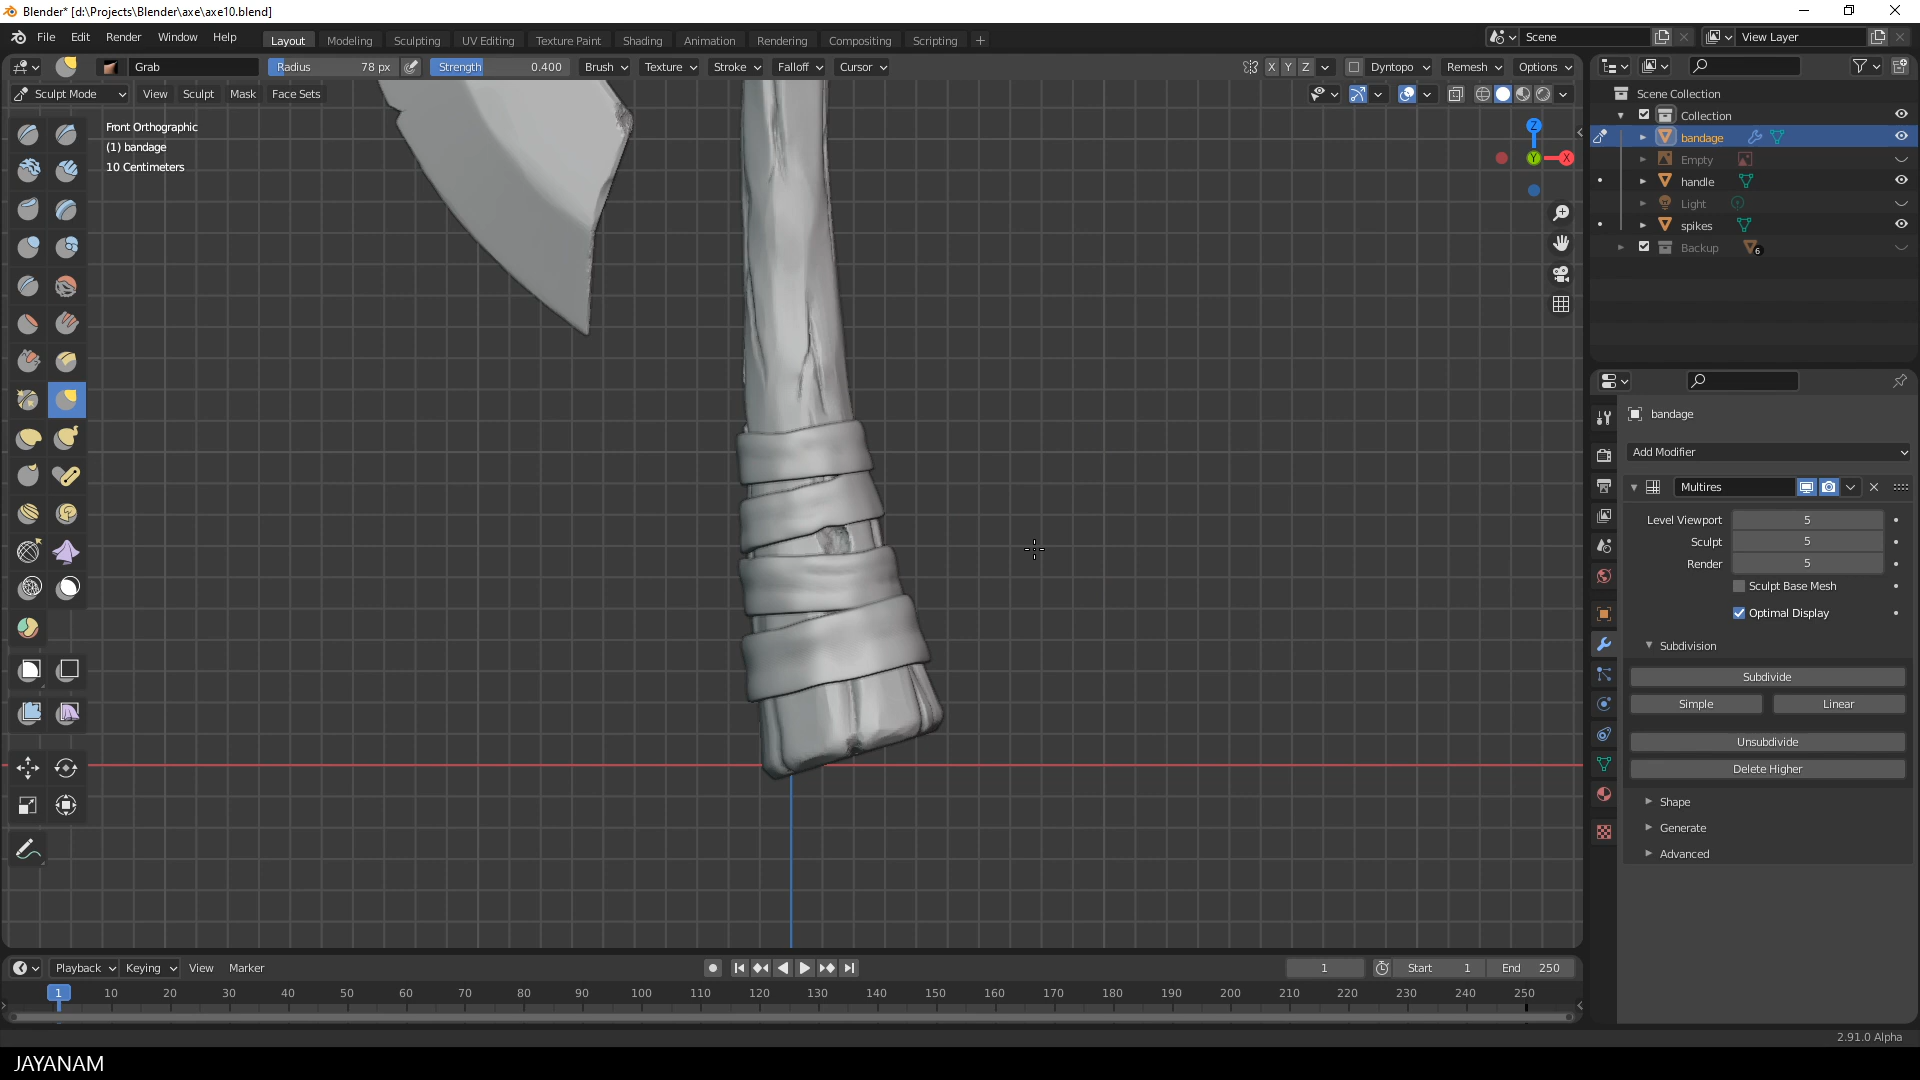 Blender* [d:\Projects\Blender\axe\axe10.blend]
File Edit Render Window Help Layout Modeling Sculpting UV Editing Texture Paint Shading Animation Rendering Compositing Scripting + Scene View Layer
Grab Radius 78 px Strength 0.400 Brush Texture Stroke Falloff Cursor X Y Z Dyntopo Remesh Options
Sculpt Mode View Sculpt Mask Face Sets
Front Orthographic
(1) bandage
10 Centimeters
Z
Y X
Scene Collection
Collection
bandage
Empty
handle
Light
spikes
Backup 6
bandage
Add Modifier
Multires
Level Viewport 5
Sculpt 5
Render 5
Sculpt Base Mesh
Optimal Display
Subdivision
Subdivide
Simple Linear
Unsubdivide
Delete Higher
Shape
Generate
Advanced
Playback Keying View Marker 1 Start 1 End 250
1 10 20 30 40 50 60 70 80 90 100 110 120 130 140 150 160 170 180 190 200 210 220 230 240 250
2.91.0 Alpha
JAYANAM